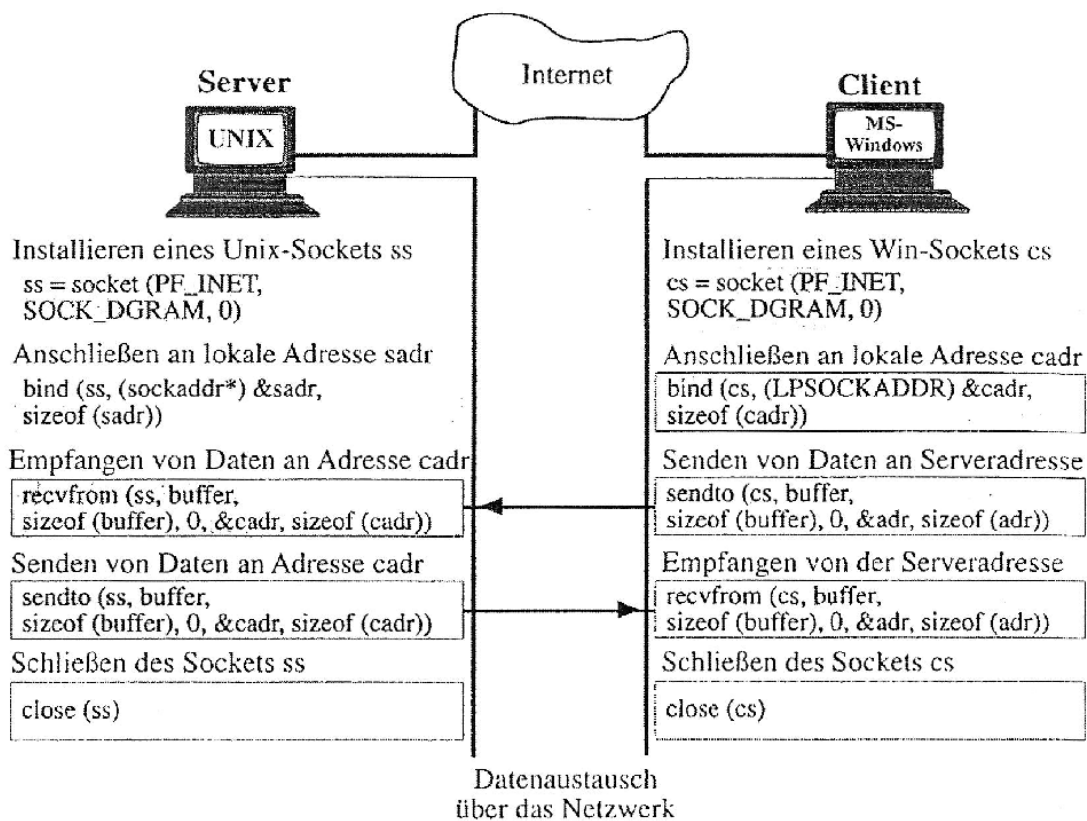 Internet
Server
UNIX
Client
MS-
Windows
Installieren eines Unix-Sockets ss
ss = socket (PF_INET,
SOCK_DGRAM, 0)
Anschließen an lokale Adresse sadr
bind (ss, (sockaddr*) &sadr,
sizeof (sadr))
Empfangen von Daten an Adresse cadr
recvfrom (ss, buffer,
sizeof (buffer), 0, &cadr, sizeof (cadr))
Senden von Daten an Adresse cadr
sendto (ss, buffer,
sizeof (buffer), 0, &cadr, sizeof (cadr))
Schließen des Sockets ss
close (ss)
Installieren eines Win-Sockets cs
cs = socket (PF_INET,
SOCK_DGRAM, 0)
Anschließen an lokale Adresse cadr
bind (cs, (LPSOCKADDR) &cadr,
sizeof (cadr))
Senden von Daten an Serveradresse
sendto (cs, buffer,
sizeof (buffer), 0, &adr, sizeof (adr))
Empfangen von der Serveradresse
recvfrom (cs, buffer,
sizeof (buffer), 0, &adr, sizeof (adr))
Schließen des Sockets cs
close (cs)
Datenaustausch
über das Netzwerk